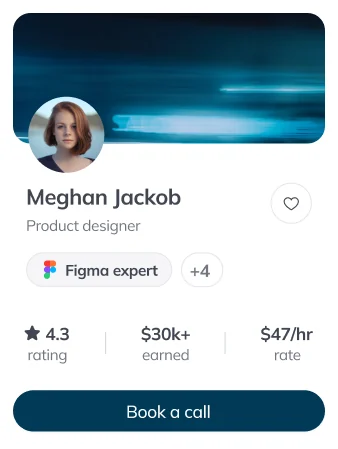 Meghan Jackob
Product designer
Figma expert +4
4.3 $30k+ $47/hr
rating earned rate
Book a call